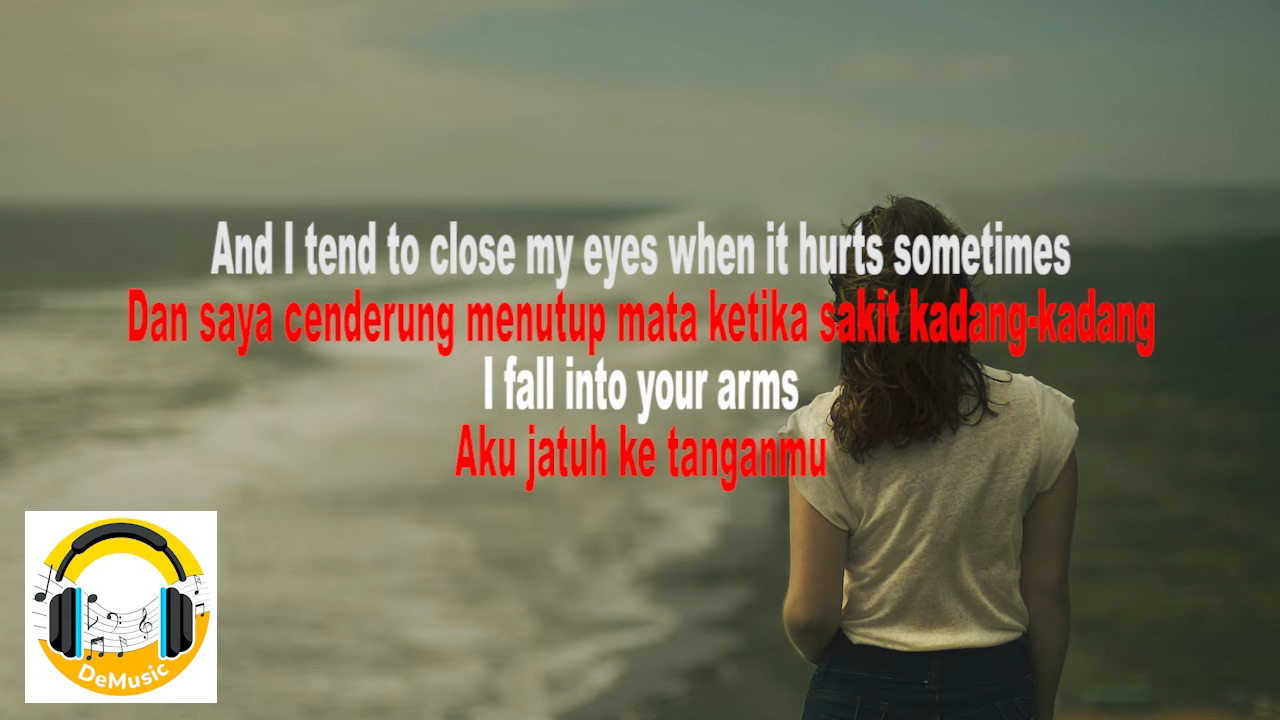 And I tend to close my eyes when it hurts sometimes
Dan saya cenderung menutup mata ketika sakit kadang-kadang
I fall into your arms
Aku jatuh ke tanganmu
DeMusic